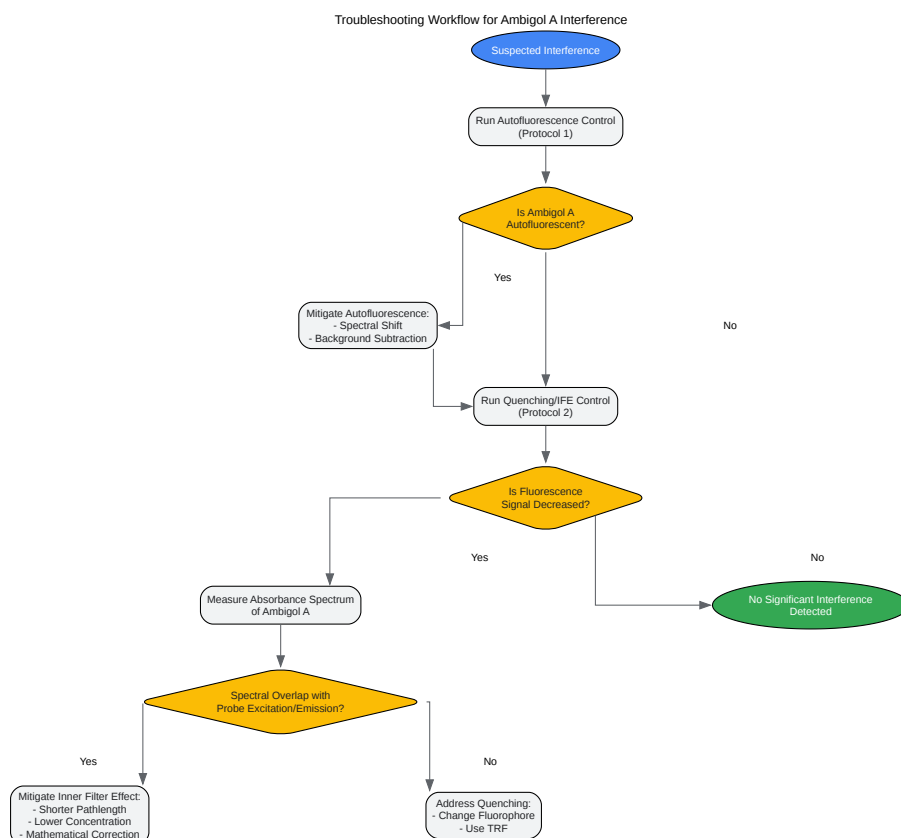 Troubleshooting Workflow for Ambigol A Interference
Suspected Interference
Run Autofluorescence Control
(Protocol 1)
Is Ambigol A
Autofluorescent?
Yes
Mitigate Autofluorescence:
- Spectral Shift
- Background Subtraction
No
Run Quenching/IFE Control
(Protocol 2)
Is Fluorescence
Signal Decreased?
Yes
No
Measure Absorbance Spectrum
of Ambigol A
No Significant Interference
Detected
Spectral Overlap with
Probe Excitation/Emission?
Yes
No
Mitigate Inner Filter Effect:
- Shorter Pathlength
- Lower Concentration
- Mathematical Correction
Address Quenching:
- Change Fluorophore
- Use TRF